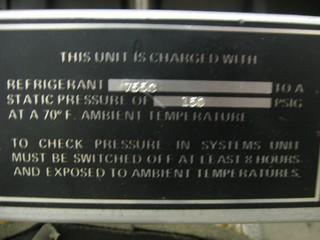 THIS UNIT IS CHARGED WITH
REFRIGERANT 7550 TO A
STATIC PRESSURE OF 150 PSIG
AT A 70° F. AMBIENT TEMPERATURE
TO CHECK PRESSURE IN SYSTEMS UNIT
MUST BE SWITCHED OFF AT LEAST 8 HOURS
AND EXPOSED TO AMBIENT TEMPERATURES.